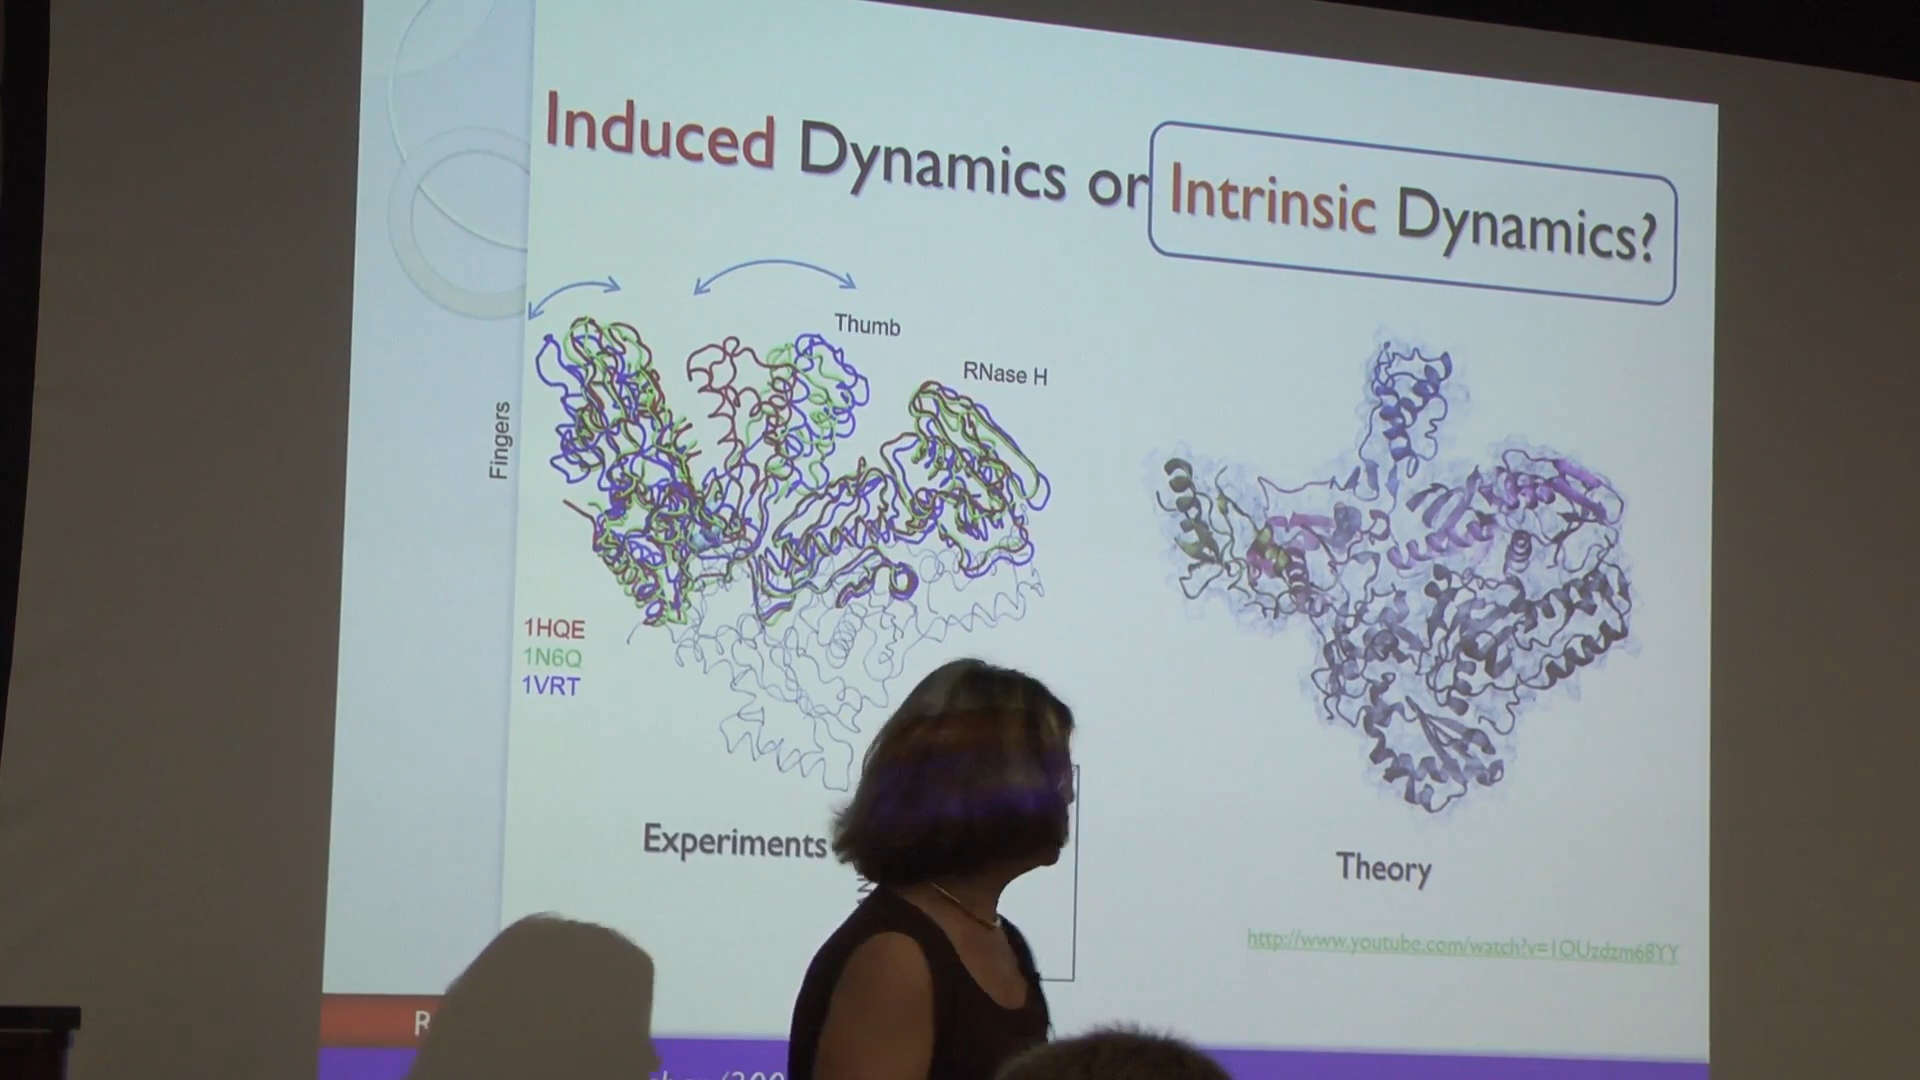 Induced Dynamics or Intrinsic Dynamics?
Thumb
RNase H
Fingers
1HQE
1N6Q
1VRT
Experiments
Theory
http://www.youtube.com/watch?v=1OUzdzm68YY
R